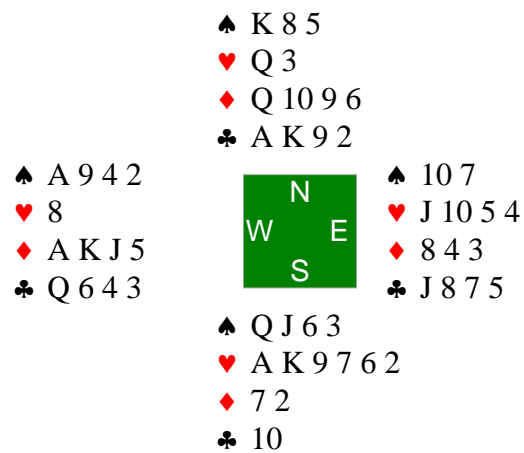 ♠ K 8 5
♥ Q 3
♦ Q 10 9 6
♣ A K 9 2
♠ A 9 4 2
♥ 8
♦ A K J 5
♣ Q 6 4 3
N
W E
S
♠ 10 7
♥ J 10 5 4
♦ 8 4 3
♣ J 8 7 5
♠ Q J 6 3
♥ A K 9 7 6 2
♦ 7 2
♣ 10